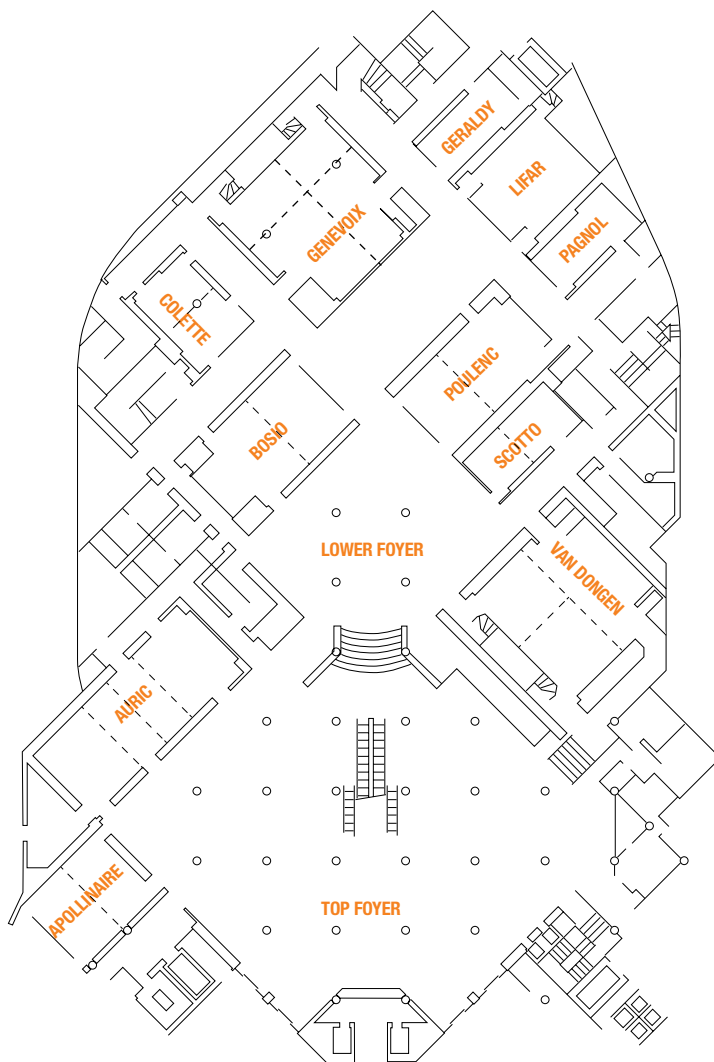 GERALDY
LIFAR
GENEVOIX
PAGNOL
COLETTE
POULENC
BOSIO
SCOTTO
LOWER FOYER
VAN DONGEN
AURIC
APOLLINAIRE
TOP FOYER